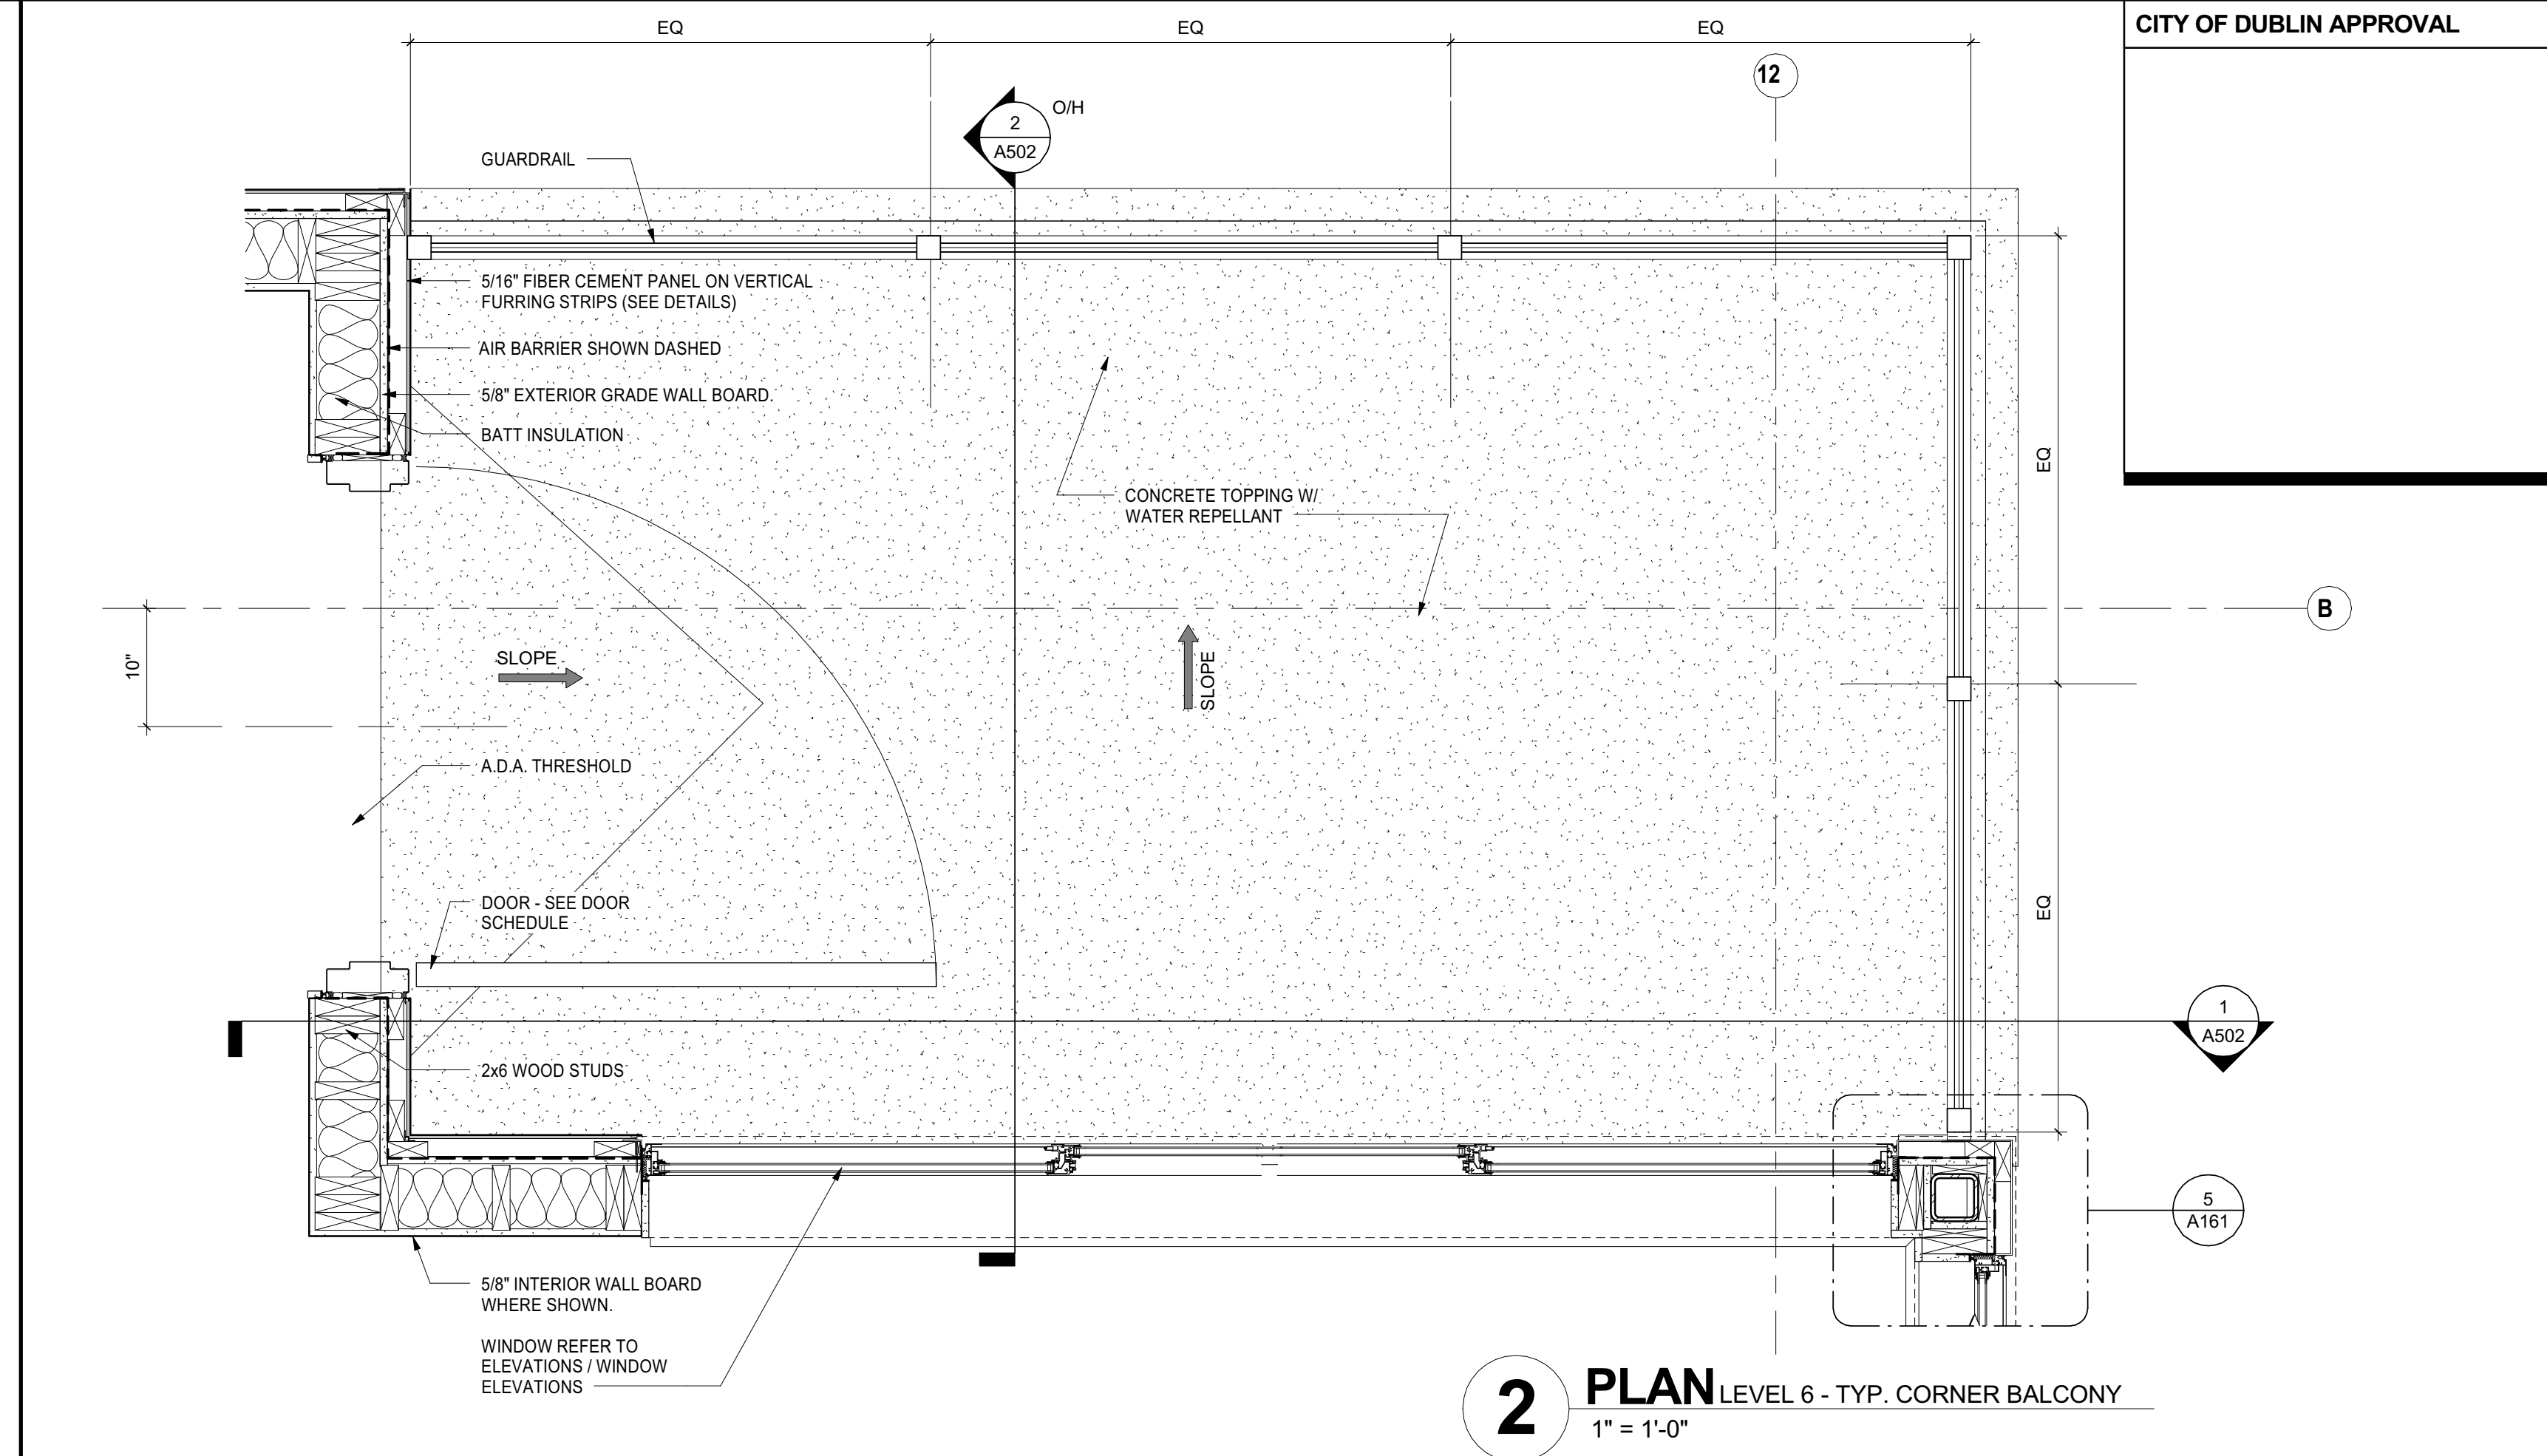 EQ
EQ
EQ
CITY OF DUBLIN APPROVAL
12
2
A502
O/H
GUARDRAIL
5/16" FIBER CEMENT PANEL ON VERTICAL
FURRING STRIPS (SEE DETAILS)
AIR BARRIER SHOWN DASHED
5/8" EXTERIOR GRADE WALL BOARD.
BATT INSULATION
CONCRETE TOPPING W/
WATER REPELLANT
EQ
B
10"
SLOPE
SLOPE
A.D.A. THRESHOLD
DOOR - SEE DOOR
SCHEDULE
EQ
1
A502
2x6 WOOD STUDS
5
A161
5/8" INTERIOR WALL BOARD
WHERE SHOWN.
WINDOW REFER TO
ELEVATIONS / WINDOW
ELEVATIONS
2
PLAN LEVEL 6 - TYP. CORNER BALCONY
1" = 1'-0"